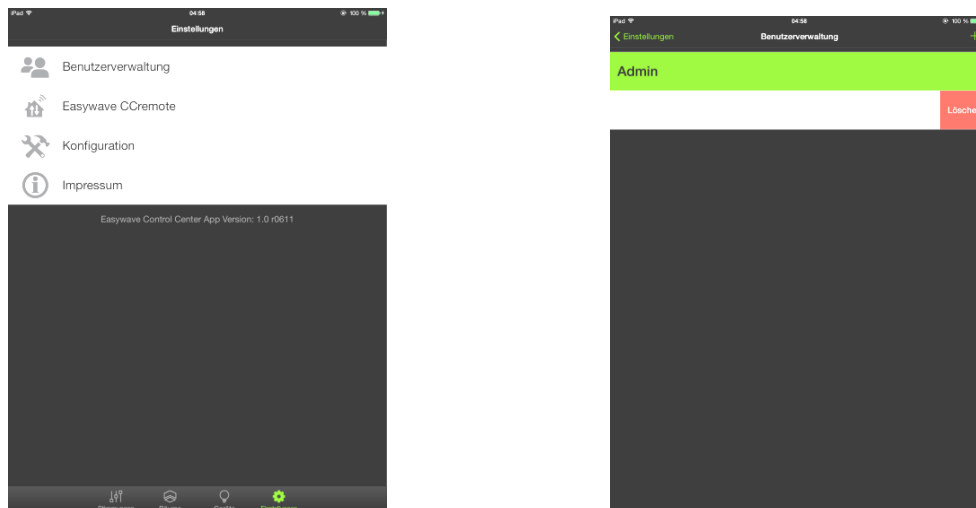 iPad 04:58 100 %
Einstellungen
Benutzerverwaltung
Easywave CCremote
Konfiguration
Impressum
Easywave Control Center App Version: 1.0 r0611
iPad 04:58 100 %
Einstellungen Benutzerverwaltung +
Admin
Lösche